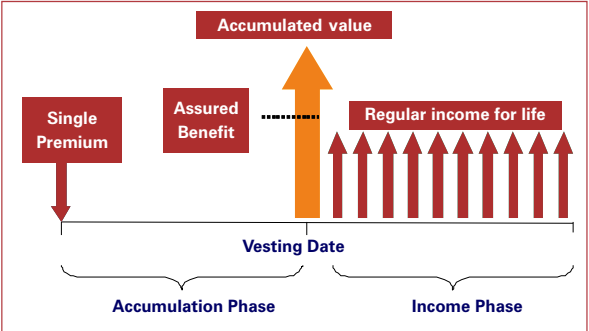 Accumulated value
Single
Premium
Assured
Benefit
Regular income for life
Vesting Date
Accumulation Phase
Income Phase